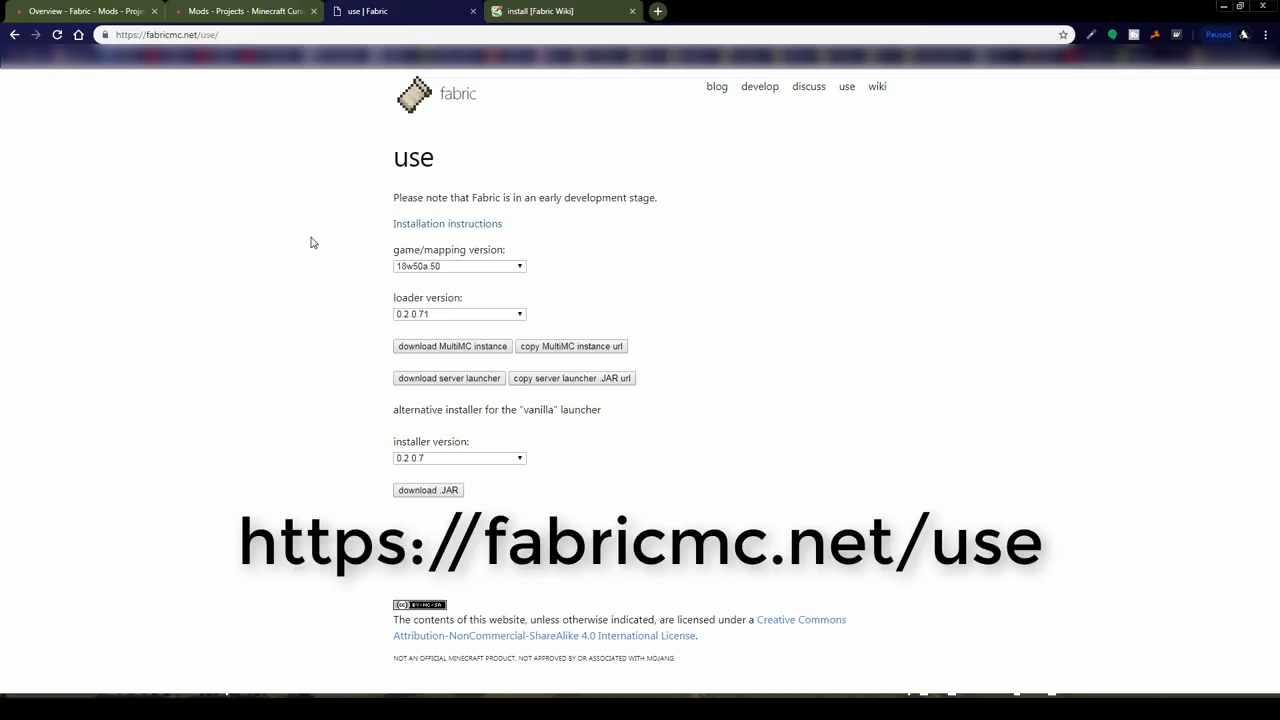 Overview - Fabric - Mods - Proje
Mods - Projects - Minecraft Curs
use | Fabric
install [Fabric Wiki]
https://fabricmc.net/use/
Paused
fabric
blog develop discuss use wiki
use
Please note that Fabric is in an early development stage.
Installation instructions
game/mapping version:
18w50a.50
loader version:
0.2.0.71
download MultiMC instance copy MultiMC instance url
download server launcher copy server launcher .JAR url
alternative installer for the "vanilla" launcher
installer version:
0.2.0.7
download .JAR
https://fabricmc.net/use
BY-NC-SA
The contents of this website, unless otherwise indicated, are licensed under a Creative Commons
Attribution-NonCommercial-ShareAlike 4.0 International License.
NOT AN OFFICIAL MINECRAFT PRODUCT. NOT APPROVED BY OR ASSOCIATED WITH MOJANG.